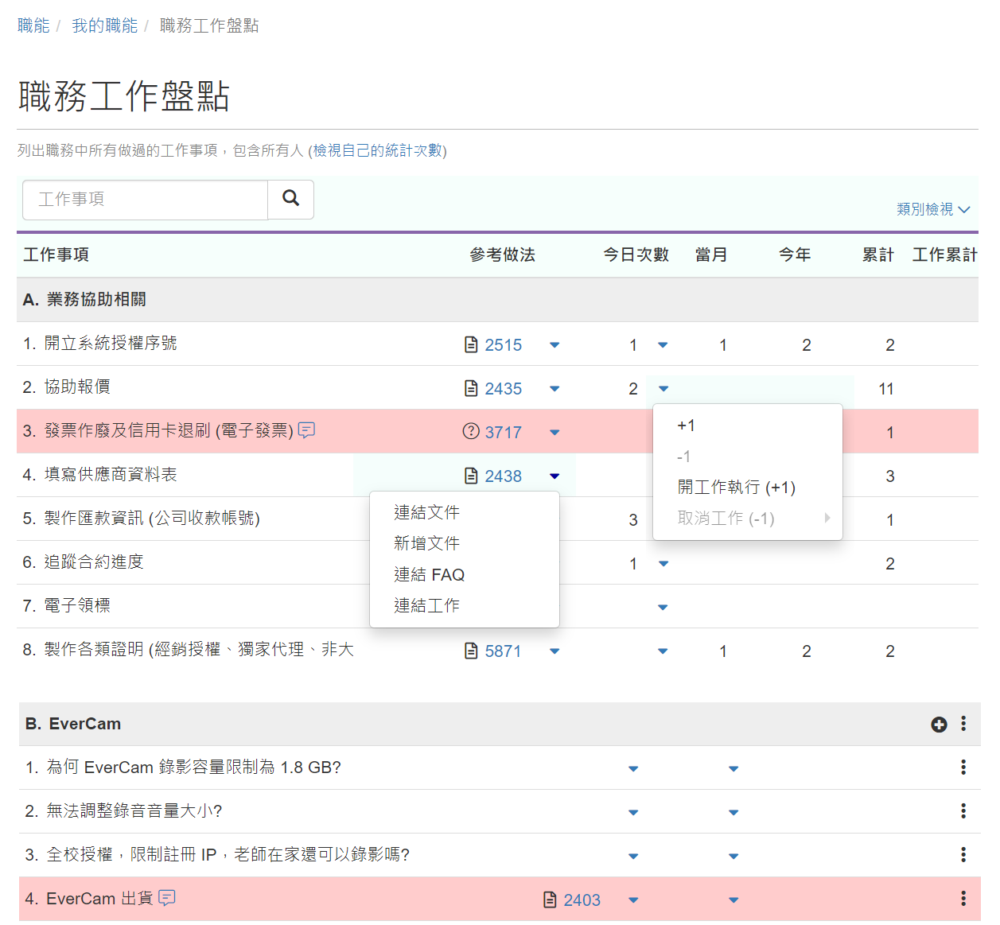 職能 / 我的職能 / 職務工作盤點
職務工作盤點
列出職務中所有做過的工作事項，包含所有人 (檢視自己的統計次數)
工作事項
類別檢視
工作事項 參考做法 今日次數 當月 今年 累計 工作累計
A. 業務協助相關
1. 開立系統授權序號 2515 1 1 2 2
2. 協助報價 2435 2 11
3. 發票作廢及信用卡退刷 (電子發票) 3717 1
4. 填寫供應商資料表 2438 3
5. 製作匯款資訊 (公司收款帳號) 3 1
6. 追蹤合約進度 1 2
7. 電子領標
8. 製作各類證明 (經銷授權、獨家代理、非大 5871 1 2 2
+1
-1
開工作執行 (+1)
取消工作 (-1)
連結文件
新增文件
連結 FAQ
連結工作
B. EverCam
1. 為何 EverCam 錄影容量限制為 1.8 GB?
2. 無法調整錄音音量大小?
3. 全校授權，限制註冊 IP，老師在家還可以錄影嗎?
4. EverCam 出貨 2403